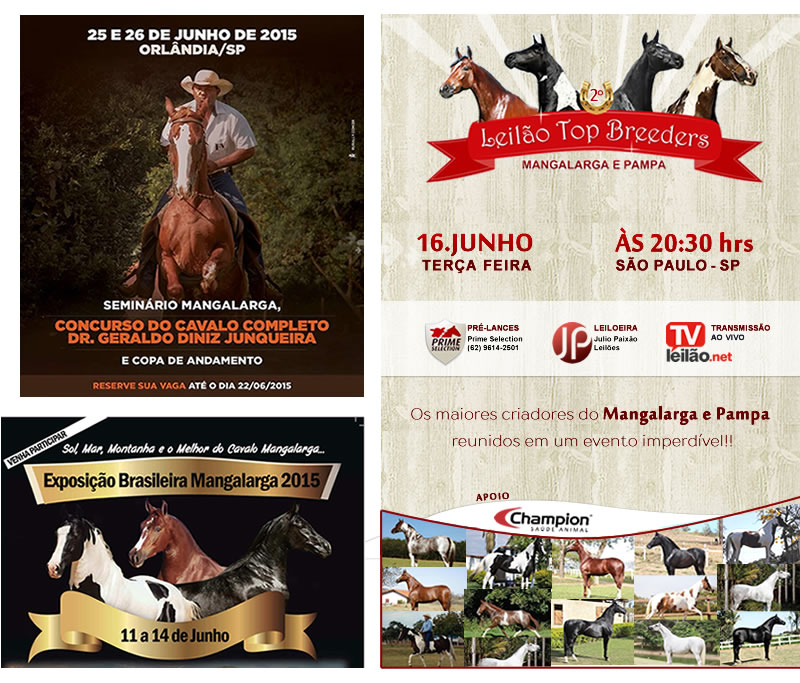 25 E 26 DE JUNHO DE 2015
ORLÂNDIA/SP
SEMINÁRIO MANGALARGA,
CONCURSO DO CAVALO COMPLETO
DR. GERALDO DINIZ JUNQUEIRA
E COPA DE ANDAMENTO
RESERVE SUA VAGA ATÉ O DIA 22/06/2015
VENHA PARTICIPAR
Sol, Mar, Montanha e o Melhor do Cavalo Mangalarga...
Exposição Brasileira Mangalarga 2015
11 a 14 de Junho
2º
Leilão Top Breeders
MANGALARGA E PAMPA
16.JUNHO
TERÇA FEIRA
ÀS 20:30 hrs
SÃO PAULO - SP
PRIME
SELECTION
PRÉ-LANCES
Prime Selection
(62) 9614-2501
JP
LEILOEIRA
Julio Paixão
Leilões
TV
leilão.net
TRANSMISSÃO
AO VIVO
Os maiores criadores do Mangalarga e Pampa
reunidos em um evento imperdível!!
APOIO
Champion
SAÚDE ANIMAL